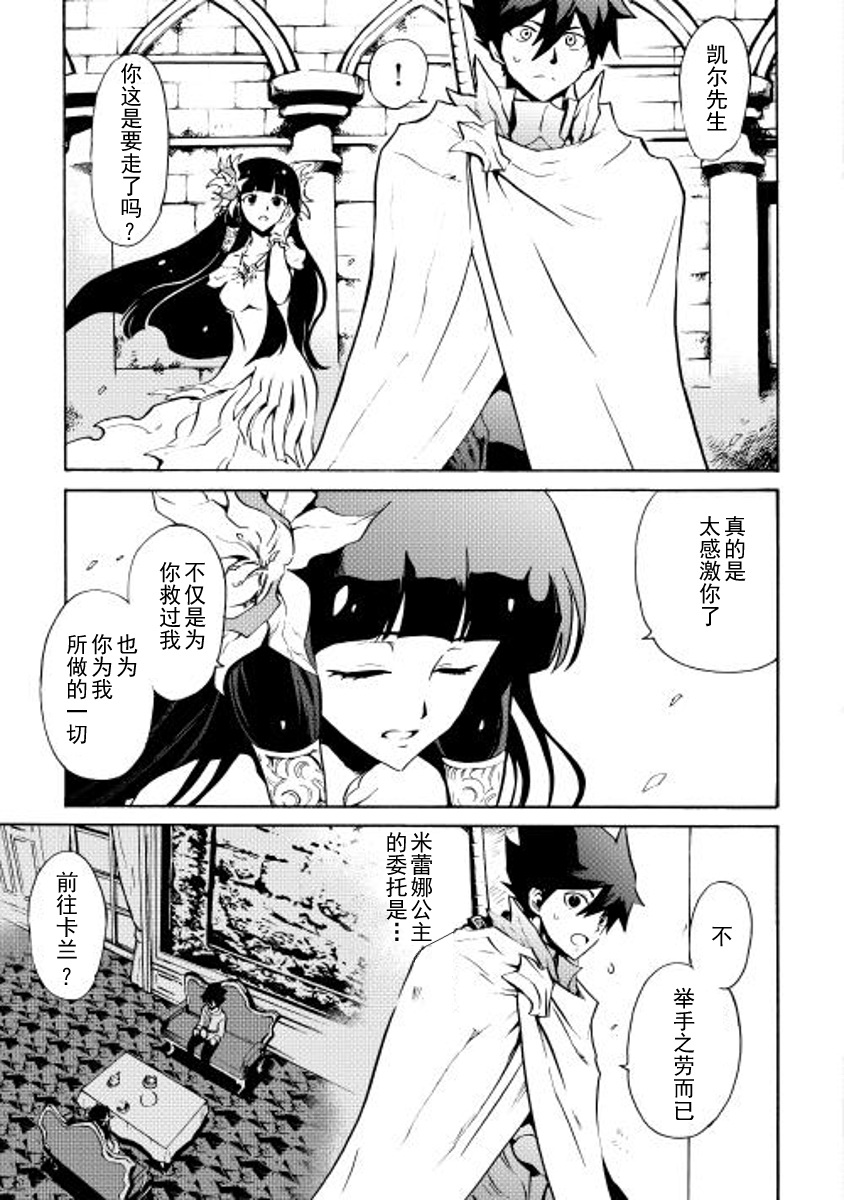 凯尔先生
！
你这是要
走了吗？
真的是
太感激你了
不仅是为
你救过我
也为
你为我
所做的一切
不
举手之劳而已
米蕾娜公主
的委托是…
前往卡兰？